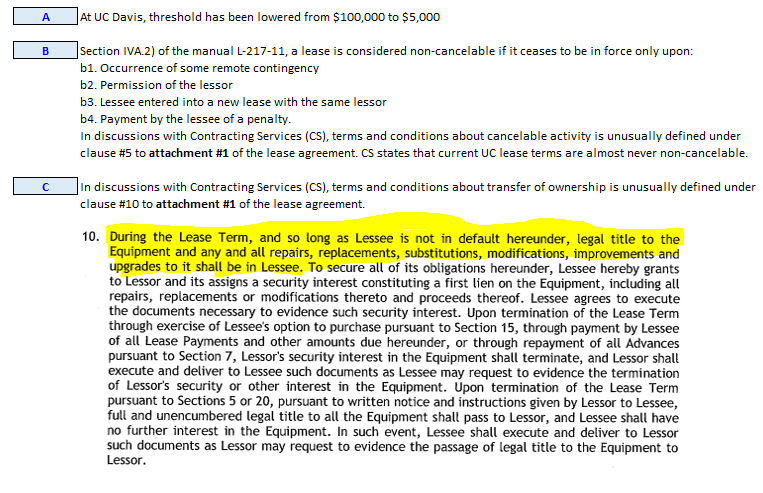 A At UC Davis, threshold has been lowered from $100,000 to $5,000
B Section IVA.2) of the manual L-217-11, a lease is considered non-cancelable if it ceases to be in force only upon:
b1. Occurrence of some remote contingency
b2. Permission of the lessor
b3. Lessee entered into a new lease with the same lessor
b4. Payment by the lessee of a penalty.
In discussions with Contracting Services (CS), terms and conditions about cancelable activity is unusually defined under
clause #5 to attachment #1 of the lease agreement. CS states that current UC lease terms are almost never non-cancelable.
C In discussions with Contracting Services (CS), terms and conditions about transfer of ownership is unusually defined under
clause #10 to attachment #1 of the lease agreement.
10. During the Lease Term, and so long as Lessee is not in default hereunder, legal title to the
Equipment and any and all repairs, replacements, substitutions, modifications, improvements and
upgrades to it shall be in Lessee. To secure all of its obligations hereunder, Lessee hereby grants
to Lessor and its assigns a security interest constituting a first lien on the Equipment, including all
repairs, replacements or modifications thereto and proceeds thereof. Lessee agrees to execute
the documents necessary to evidence such security interest. Upon termination of the Lease Term
through exercise of Lessee's option to purchase pursuant to Section 15, through payment by Lessee
of all Lease Payments and other amounts due hereunder, or through repayment of all Advances
pursuant to Section 7, Lessor's security interest in the Equipment shall terminate, and Lessor shall
execute and deliver to Lessee such documents as Lessee may request to evidence the termination
of Lessor's security or other interest in the Equipment. Upon termination of the Lease Term
pursuant to Sections 5 or 20, pursuant to written notice and instructions given by Lessor to Lessee,
full and unencumbered legal title to all the Equipment shall pass to Lessor, and Lessee shall have
no further interest in the Equipment. In such event, Lessee shall execute and deliver to Lessor
such documents as Lessor may request to evidence the passage of legal title to the Equipment to
Lessor.